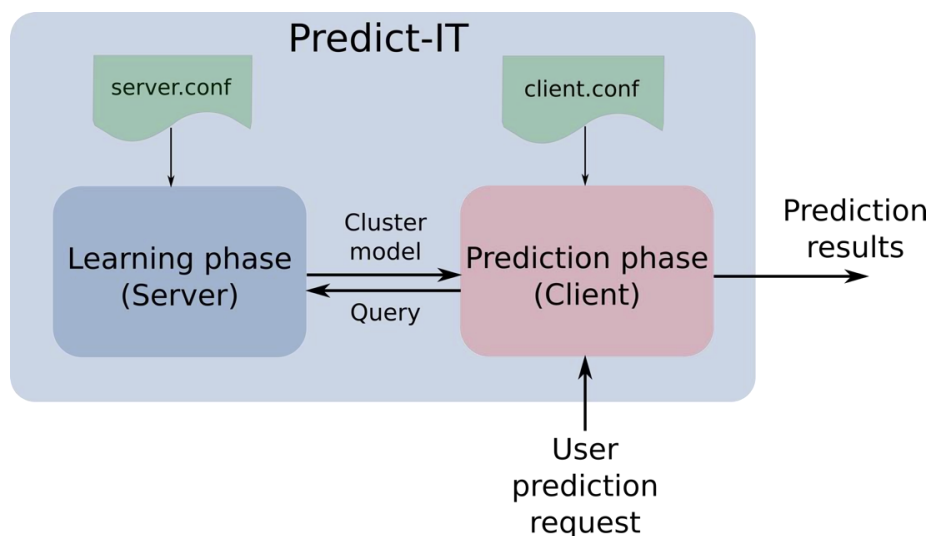 Predict-IT
server.conf
client.conf
Learning phase
(Server)
Cluster
model
Query
Prediction phase
(Client)
Prediction
results
User
prediction
request